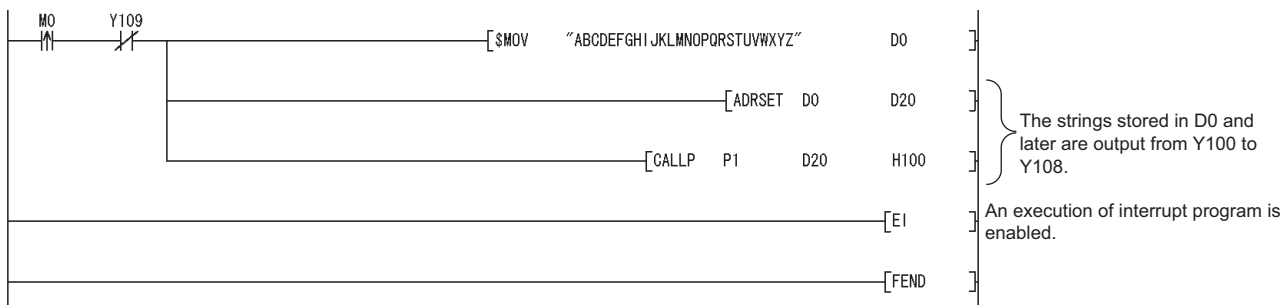 M0 Y109
[$MOV "ABCDEFGHIJKLMNOPQRSTUVWXYZ" D0 ]
[ADRSET D0 D20 ]
[CALLP P1 D20 H100 ]
The strings stored in D0 and
later are output from Y100 to
Y108.
[EI ]
An execution of interrupt program is
enabled.
[FEND ]